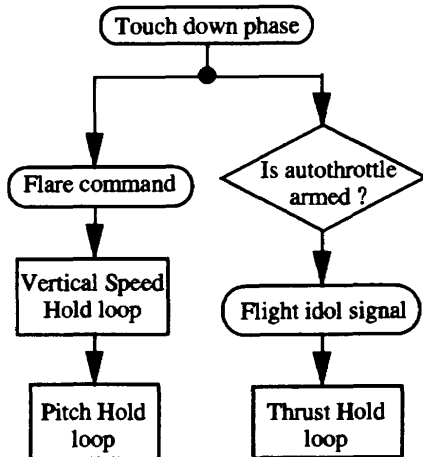 Touch down phase
Flare command
Is autothrottle
armed ?
Vertical Speed
Hold loop
Flight idol signal
Pitch Hold
loop
Thrust Hold
loop